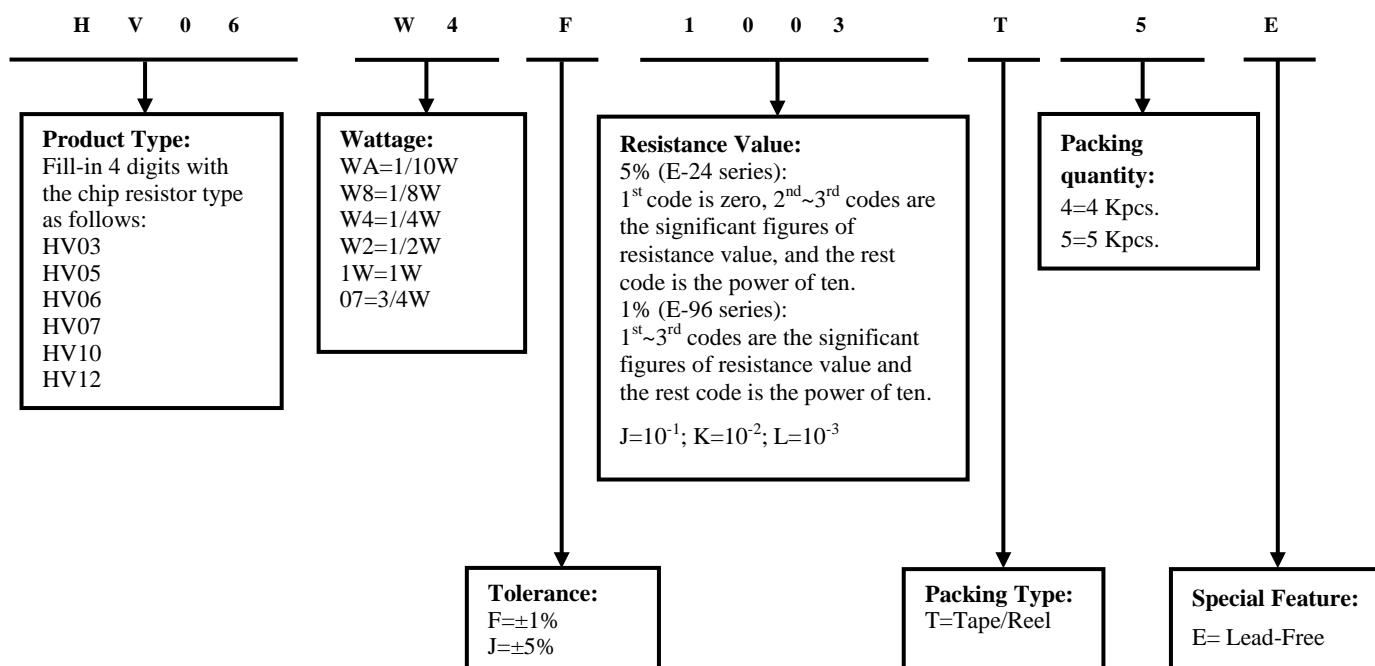 H V 0 6 W 4 F 1 0 0 3 T 5 E
Product Type:
Fill-in 4 digits with
the chip resistor type
as follows:
HV03
HV05
HV06
HV07
HV10
HV12
Wattage:
WA=1/10W
W8=1/8W
W4=1/4W
W2=1/2W
1W=1W
07=3/4W
Resistance Value:
5% (E-24 series):
1st code is zero, 2nd~3rd codes are
the significant figures of
resistance value, and the rest
code is the power of ten.
1% (E-96 series):
1st~3rd codes are the significant
figures of resistance value and
the rest code is the power of ten.
J=10⁻¹; K=10⁻²; L=10⁻³
Packing
quantity:
4=4 Kpcs.
5=5 Kpcs.
Tolerance:
F=±1%
J=±5%
Packing Type:
T=Tape/Reel
Special Feature:
E= Lead-Free